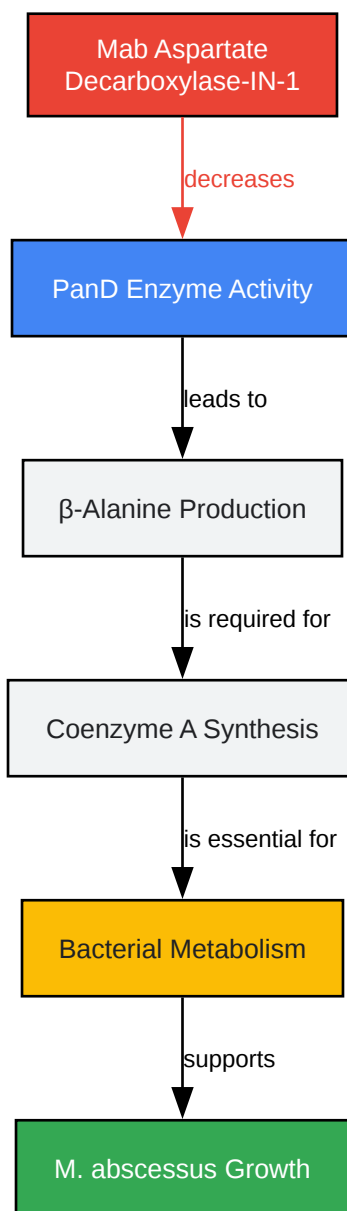 Mab Aspartate
Decarboxylase-IN-1
decreases
PanD Enzyme Activity
leads to
β-Alanine Production
is required for
Coenzyme A Synthesis
is essential for
Bacterial Metabolism
supports
M. abscessus Growth